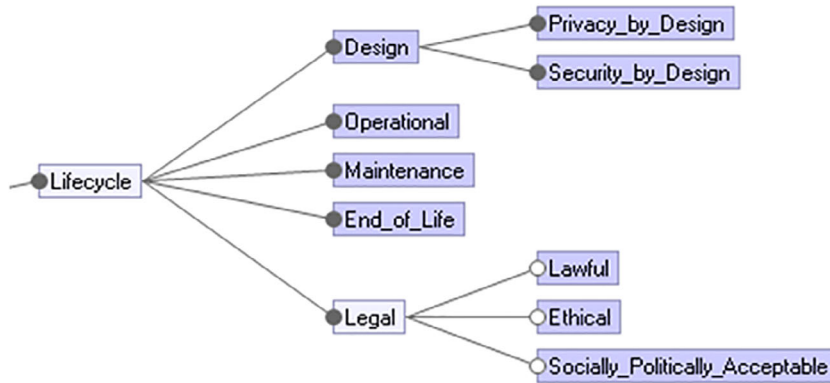 Privacy_by_Design
Design
Security_by_Design
Operational
Maintenance
Lifecycle
End_of_Life
Lawful
Legal
Ethical
Socially_Politically_Acceptable